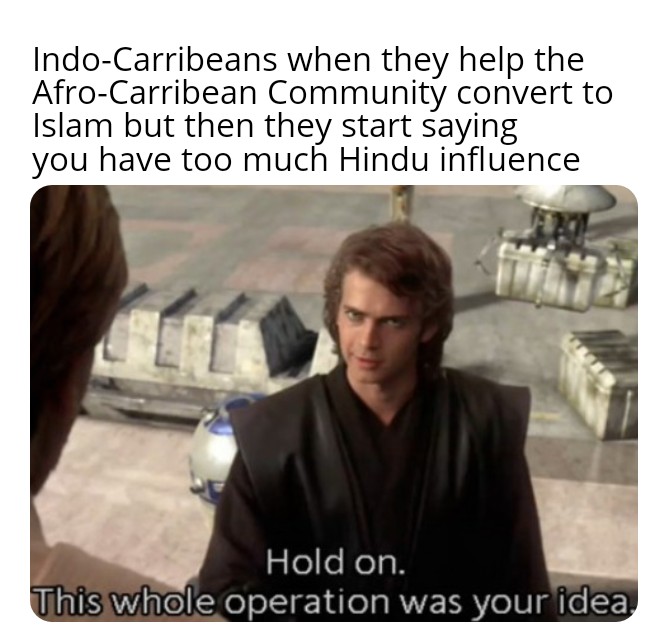 Indo-Carribeans when they help the
Afro-Carribean Community convert to
Islam but then they start saying
you have too much Hindu influence
Hold on.
This whole operation was your idea.